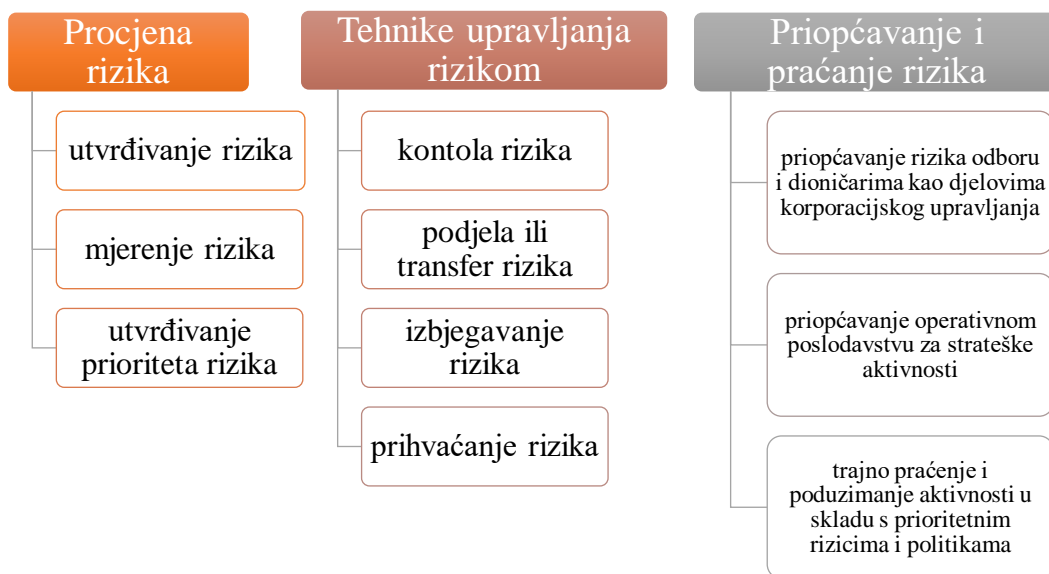 Procjena
rizika
utvrđivanje rizika
mjerenje rizika
utvrđivanje
prioriteta rizika
Tehnike upravljanja
rizikom
kontola rizika
podjela ili
transfer rizika
izbjegavanje
rizika
prihvaćanje rizika
Priopćavanje i
praćanje rizika
priopćavanje rizika odboru
i dioničarima kao djelovima
korporacijskog upravljanja
priopćavanje operativnom
poslodavstvu za strateške
aktivnosti
trajno praćenje i
poduzimanje aktivnosti u
skladu s prioritetnim
rizicima i politikama